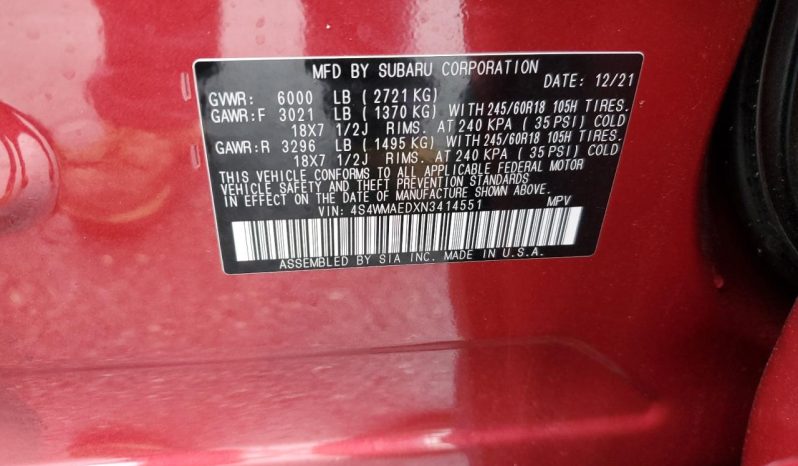 MFD BY SUBARU CORPORATION
DATE: 12/21
GVWR: 6000 LB (2721 KG)
GAWR:F 3021 LB (1370 KG) WITH 245/60R18 105H TIRES.
18X7 1/2J RIMS. AT 240 KPA (35 PSI) COLD
GAWR:R 3296 LB (1495 KG) WITH 245/60R18 105H TIRES.
18X7 1/2J RIMS. AT 240 KPA (35 PSI) COLD
THIS VEHICLE CONFORMS TO ALL APPLICABLE FEDERAL MOTOR
VEHICLE SAFETY AND THEFT PREVENTION STANDARDS
IN EFFECT ON THE DATE OF MANUFACTURE SHOWN ABOVE.
VIN: 4S4WMAEDXN3414551 MPV
ASSEMBLED BY SIA INC. MADE IN U.S.A.